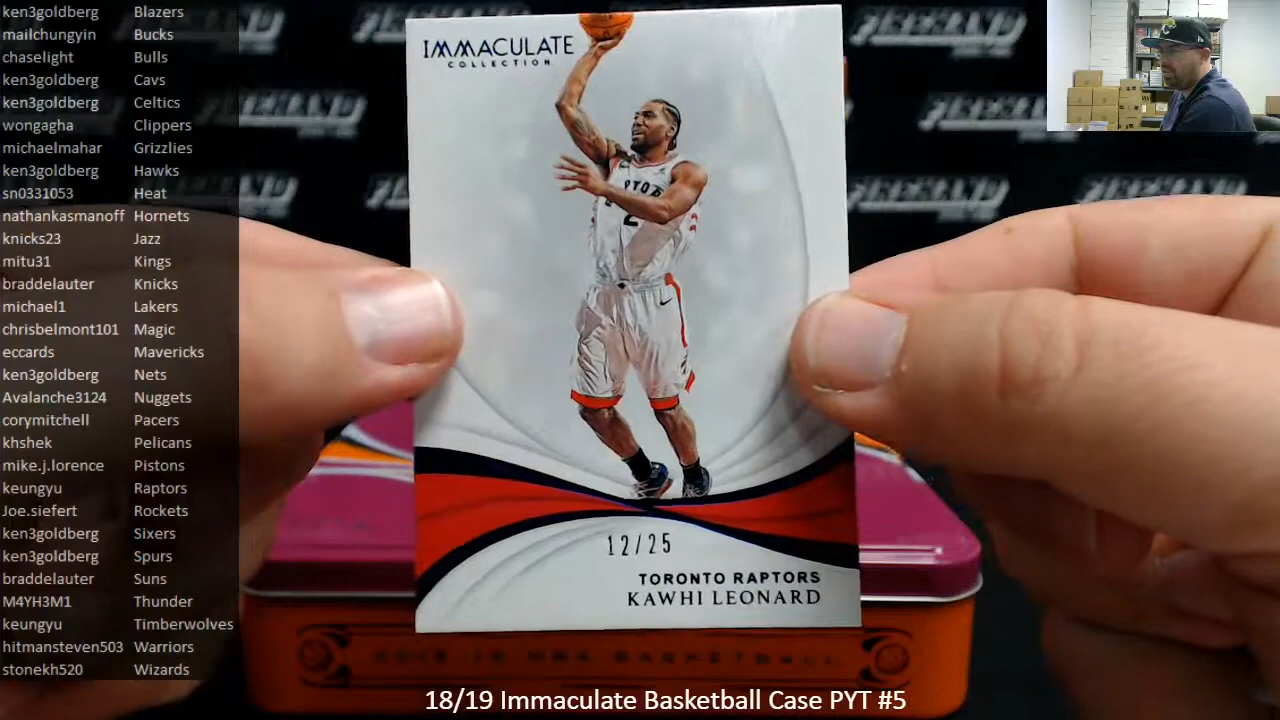 ken3goldberg Blazers
mailchungyin Bucks
chaselight Bulls
ken3goldberg Cavs
ken3goldberg Celtics
wongagha Clippers
michaelmahar Grizzlies
ken3goldberg Hawks
sn0331053 Heat
nathankasmanoff Hornets
knicks23 Jazz
mitu31 Kings
braddelauter Knicks
michael1 Lakers
chrisbelmont101 Magic
eccards Mavericks
ken3goldberg Nets
Avalanche3124 Nuggets
corymitchell Pacers
khshek Pelicans
mike.j.lorence Pistons
keungyu Raptors
Joe.siefert Rockets
ken3goldberg Sixers
ken3goldberg Spurs
braddelauter Suns
M4YH3M1 Thunder
keungyu Timberwolves
hitmansteven503 Warriors
stonekh520 Wizards
IMMACULATE
COLLECTION
2
12/25
TORONTO RAPTORS
KAWHI LEONARD
18/19 Immaculate Basketball Case PYT #5